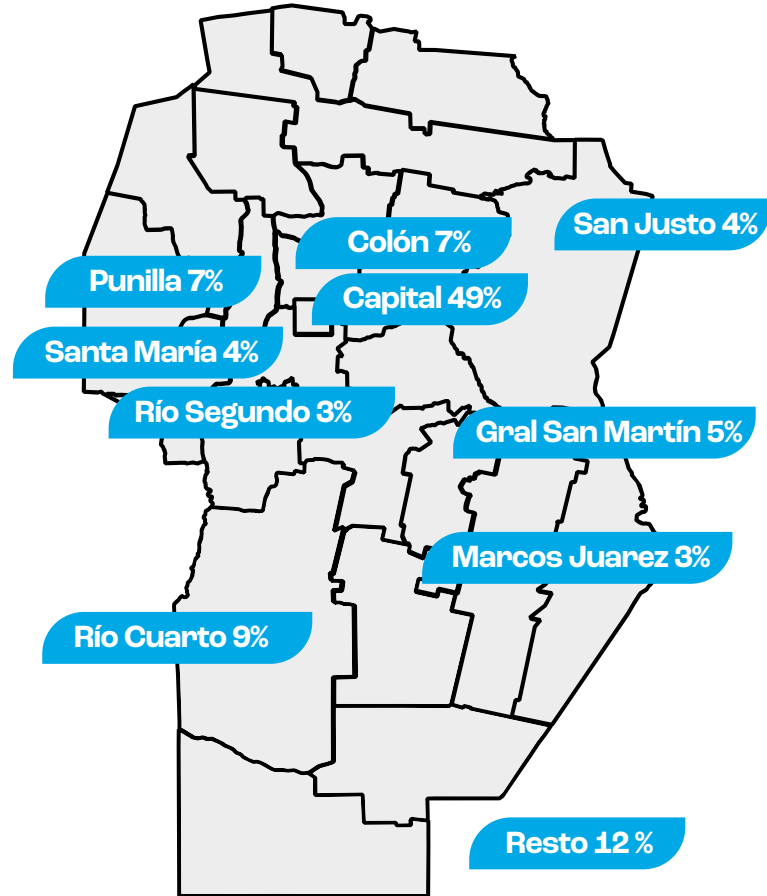 San Justo 4%
Colón 7%
Punilla 7%
Capital 49%
Santa María 4%
Río Segundo 3%
Gral San Martín 5%
Marcos Juarez 3%
Río Cuarto 9%
Resto 12 %